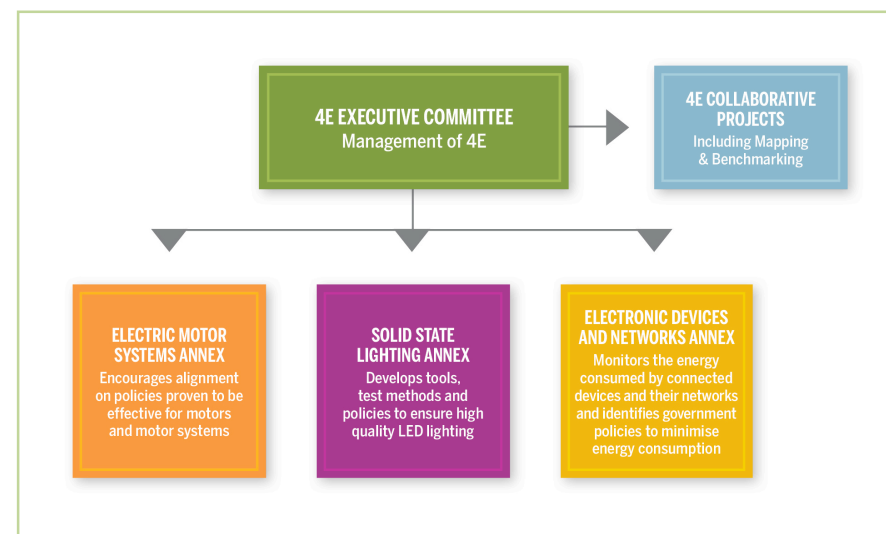 4E EXECUTIVE COMMITTEE
Management of 4E
4E COLLABORATIVE
PROJECTS
Including Mapping
& Benchmarking
ELECTRIC MOTOR
SYSTEMS ANNEX
Encourages alignment
on policies proven to be
effective for motors
and motor systems
SOLID STATE
LIGHTING ANNEX
Develops tools,
test methods and
policies to ensure high
quality LED lighting
ELECTRONIC DEVICES
AND NETWORKS ANNEX
Monitors the energy
consumed by connected
devices and their networks
and identifies government
policies to minimise
energy consumption